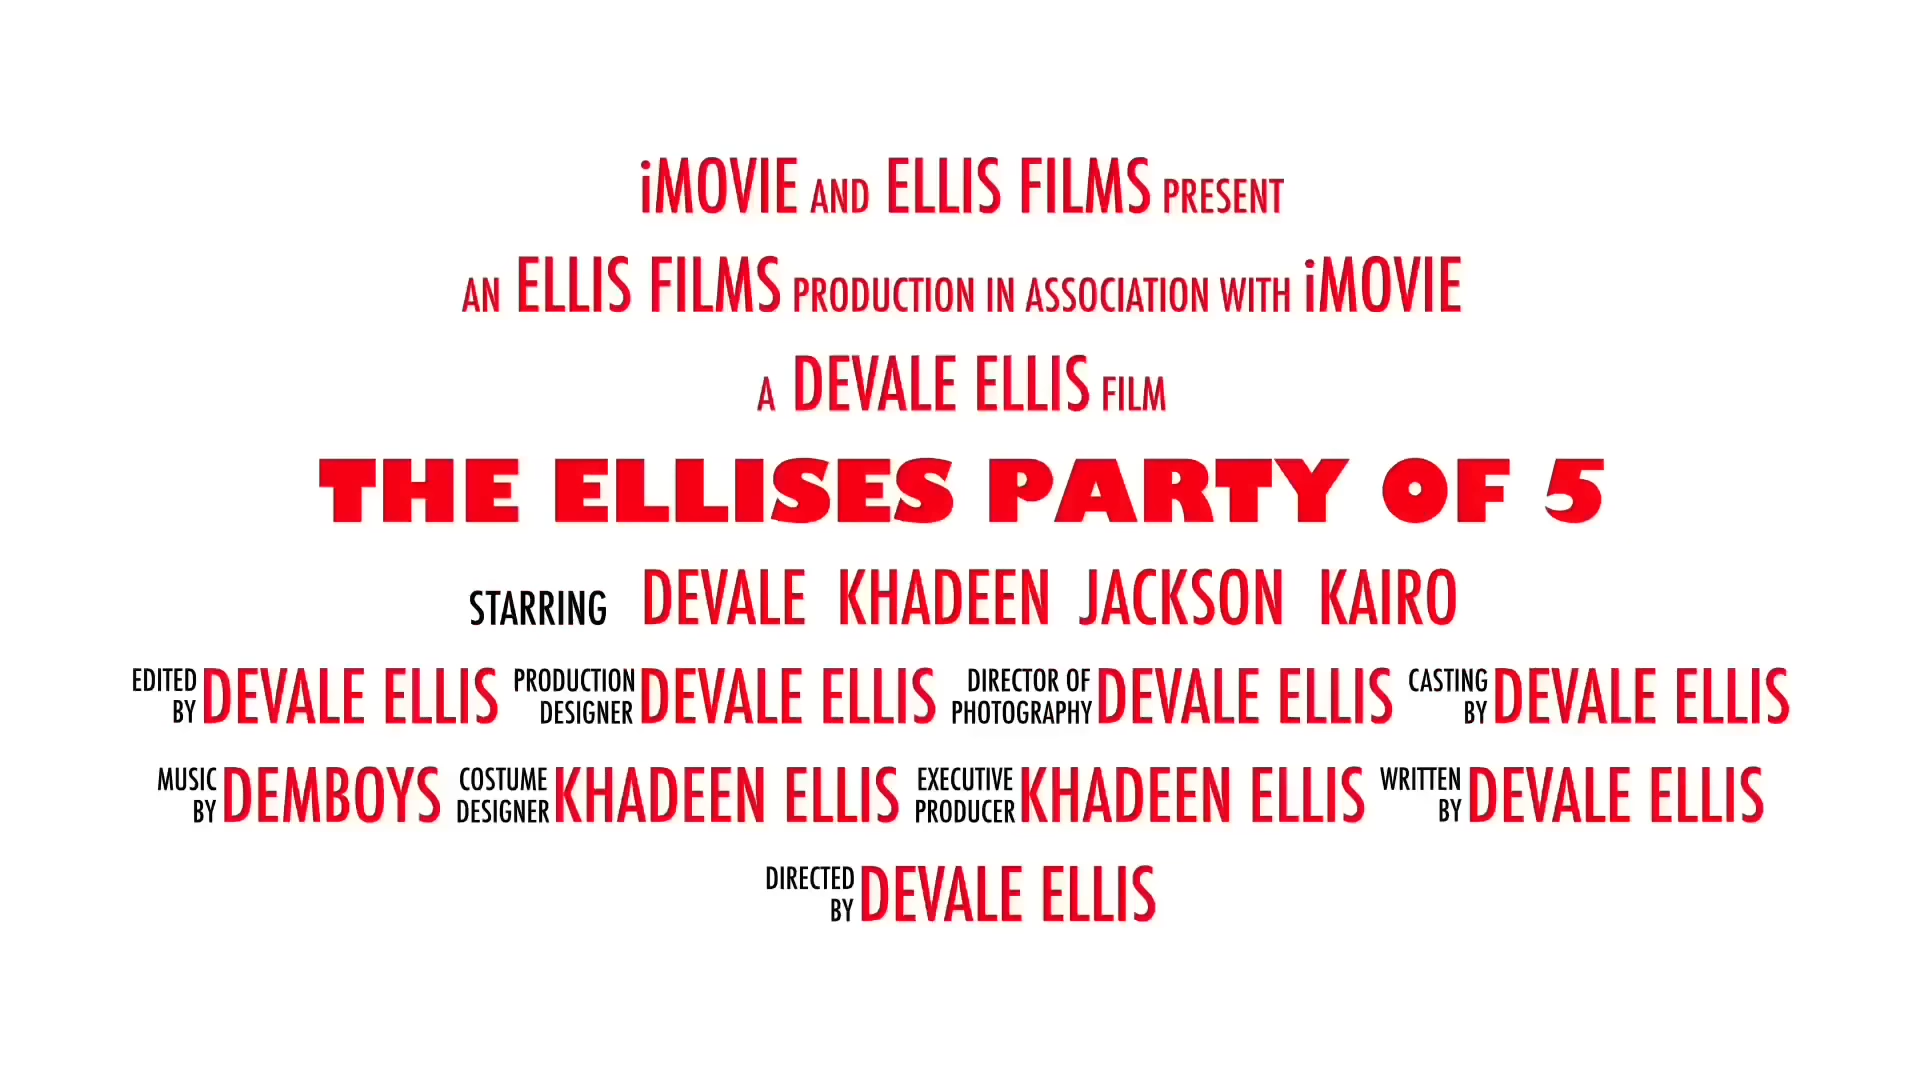 iMOVIE AND ELLIS FILMS PRESENT
AN ELLIS FILMS PRODUCTION IN ASSOCIATION WITH iMOVIE
A DEVALE ELLIS FILM
THE ELLISES PARTY OF 5
STARRING DEVALE KHADEEN JACKSON KAIRO
EDITED BY DEVALE ELLIS PRODUCTION DESIGNER DEVALE ELLIS DIRECTOR OF PHOTOGRAPHY DEVALE ELLIS CASTING BY DEVALE ELLIS
MUSIC BY DEMBOYS COSTUME DESIGNER KHADEEN ELLIS EXECUTIVE PRODUCER KHADEEN ELLIS WRITTEN BY DEVALE ELLIS
DIRECTED BY DEVALE ELLIS